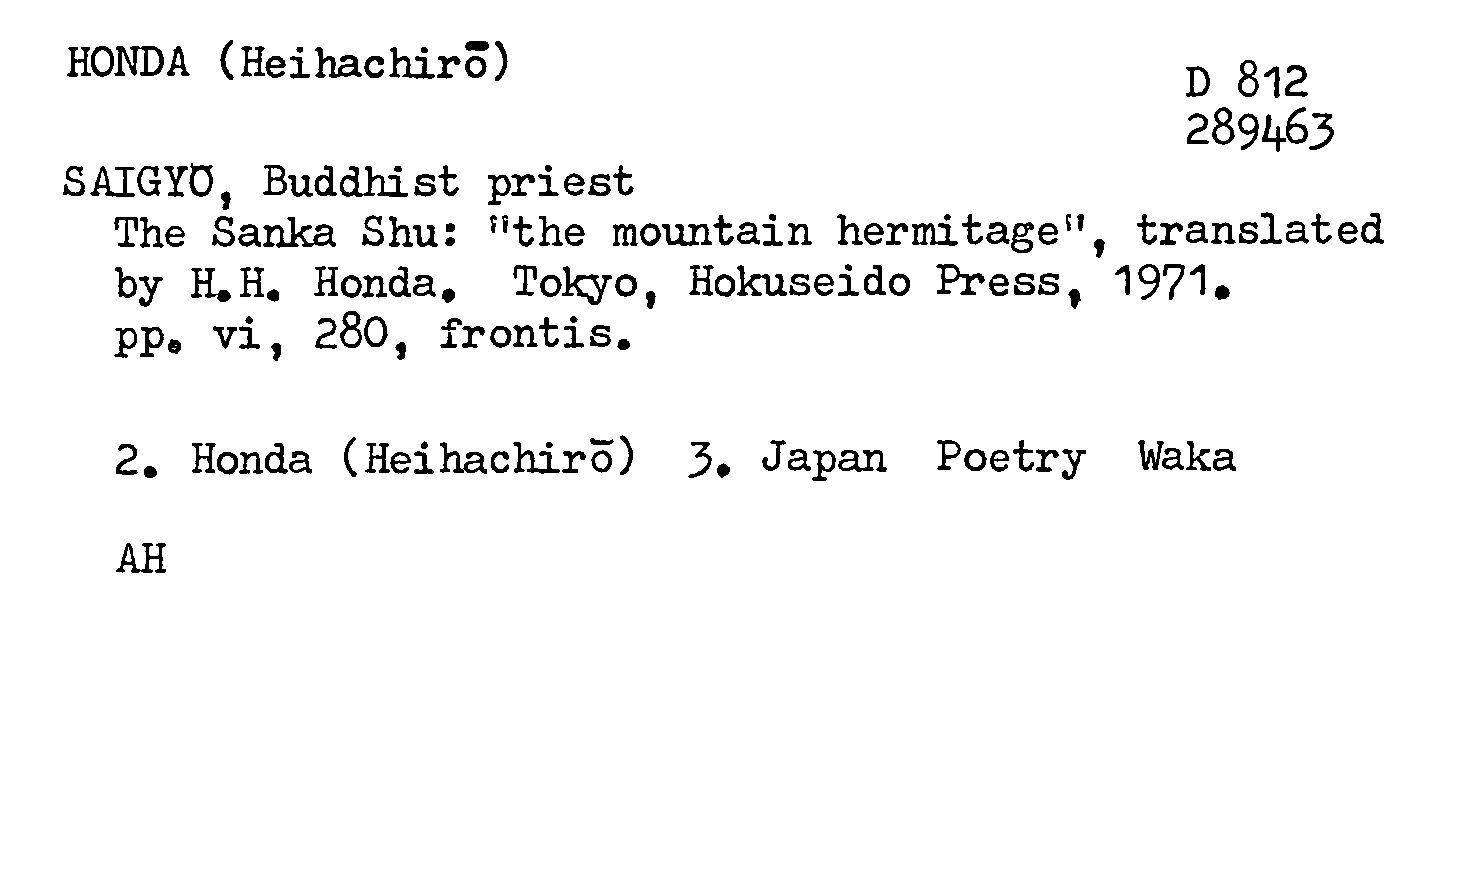 HONDA (Heihachirō)
D 812
289463
SAIGYŌ, Buddhist priest
The Sanka Shu: "the mountain hermitage", translated
by H.H. Honda. Tokyo, Hokuseido Press, 1971.
pp. vi, 280, frontis.
2. Honda (Heihachirō) 3. Japan Poetry Waka
AH